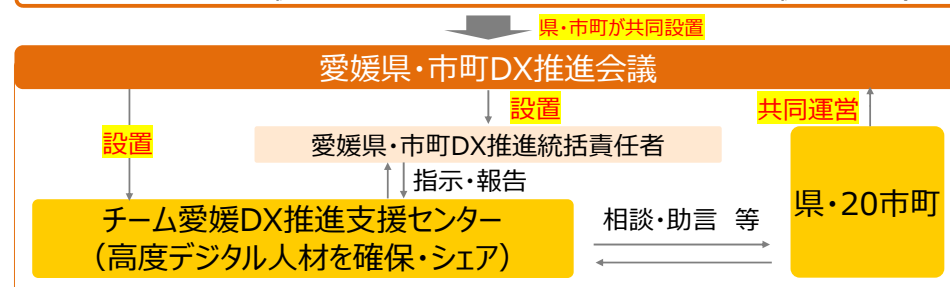 県・市町が共同設置
愛媛県・市町DX推進会議
設置
共同運営
設置
愛媛県・市町DX推進統括責任者
指示・報告
県・20市町
チーム愛媛DX推進支援センター
（高度デジタル人材を確保・シェア）
相談・助言　等